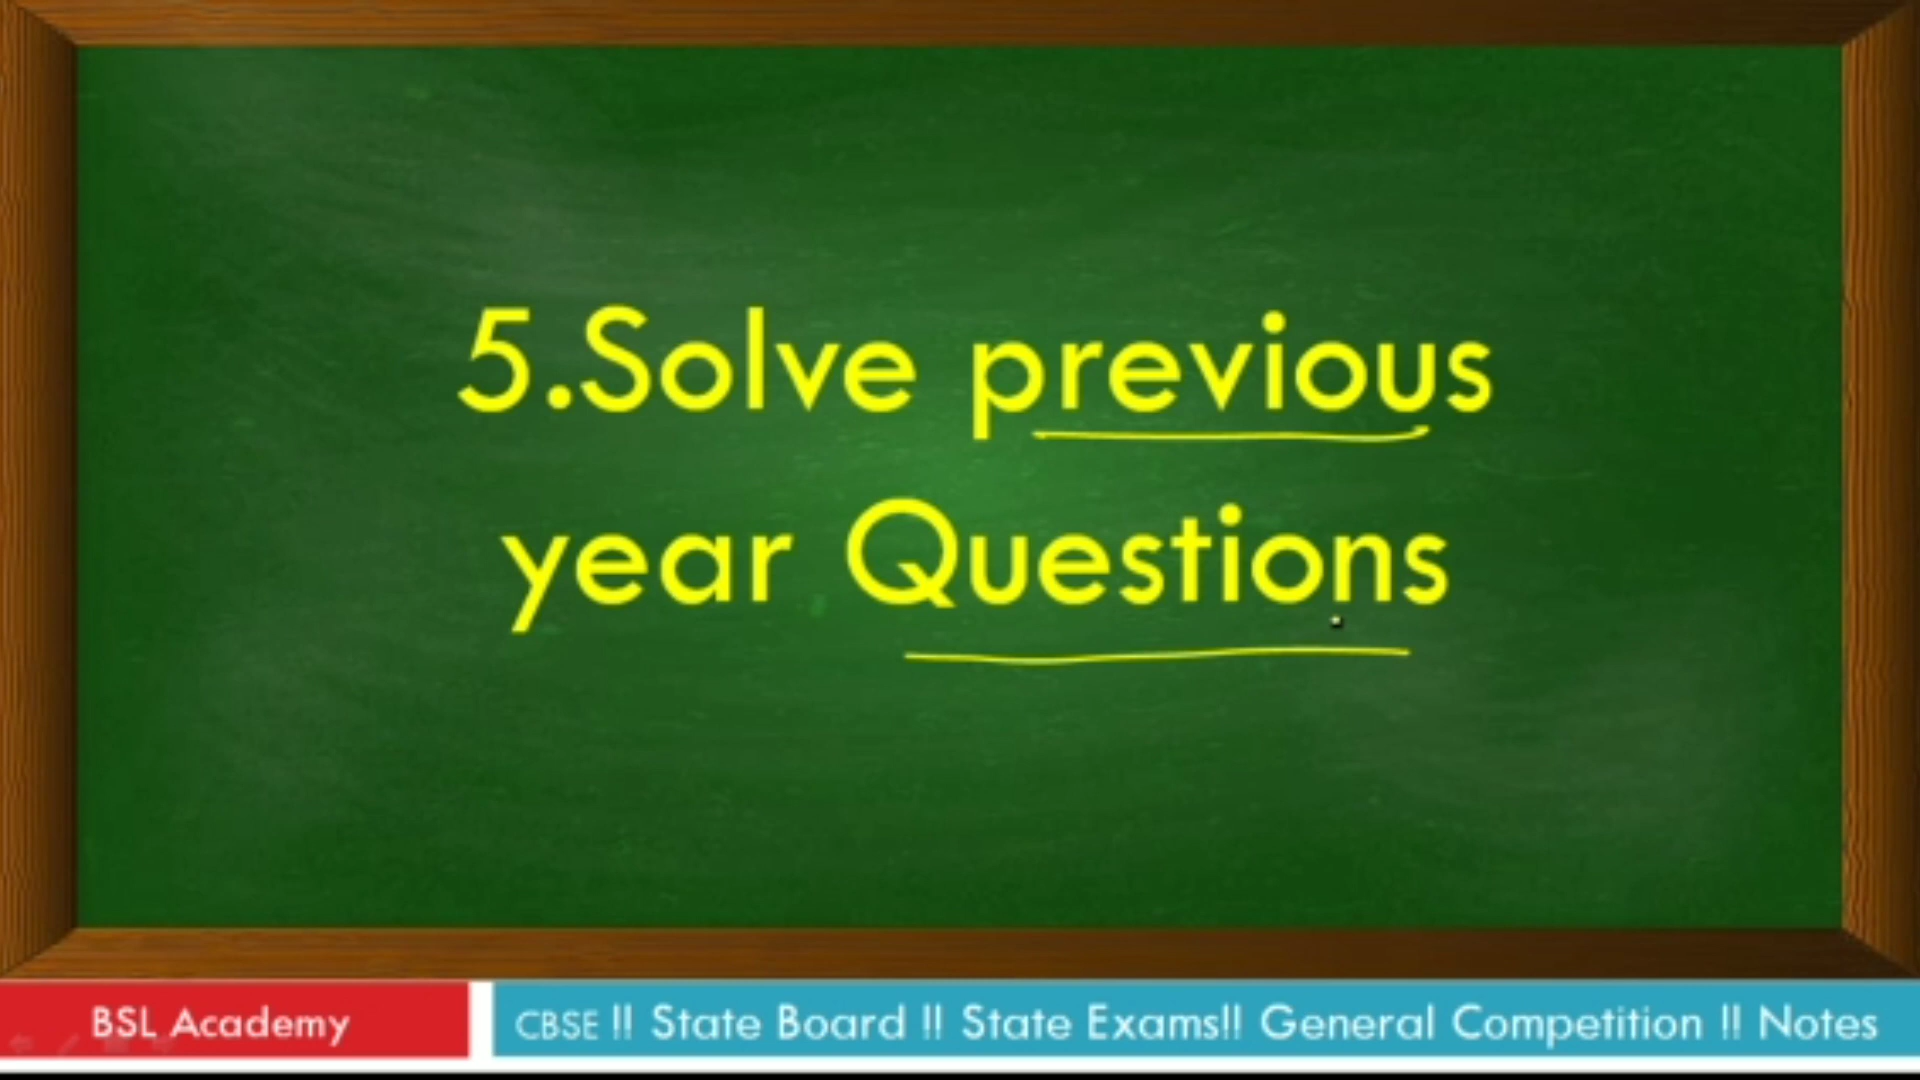 5.Solve previous
year Questions
BSL Academy
CBSE !! State Board !! State Exams!! General Competition !! Notes